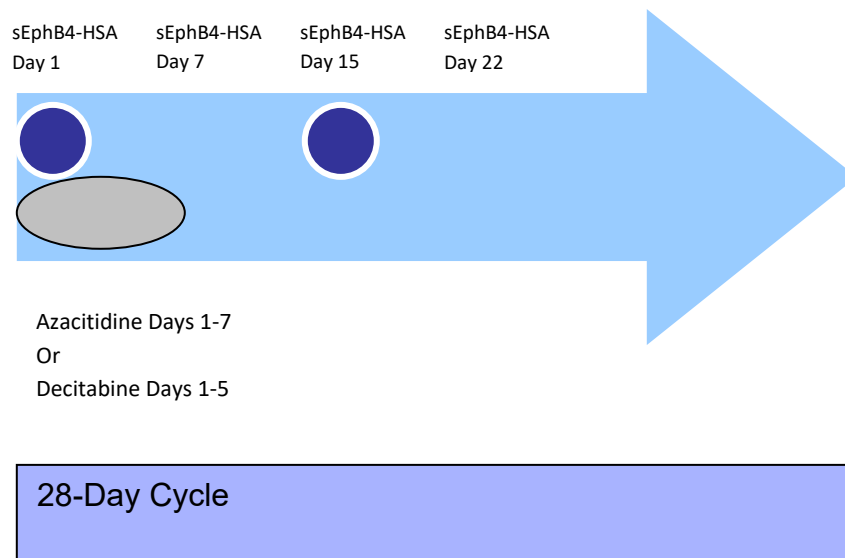 sEphB4-HSA sEphB4-HSA sEphB4-HSA sEphB4-HSA
Day 1 Day 7 Day 15 Day 22
Azacitidine Days 1-7
Or
Decitabine Days 1-5
28-Day Cycle